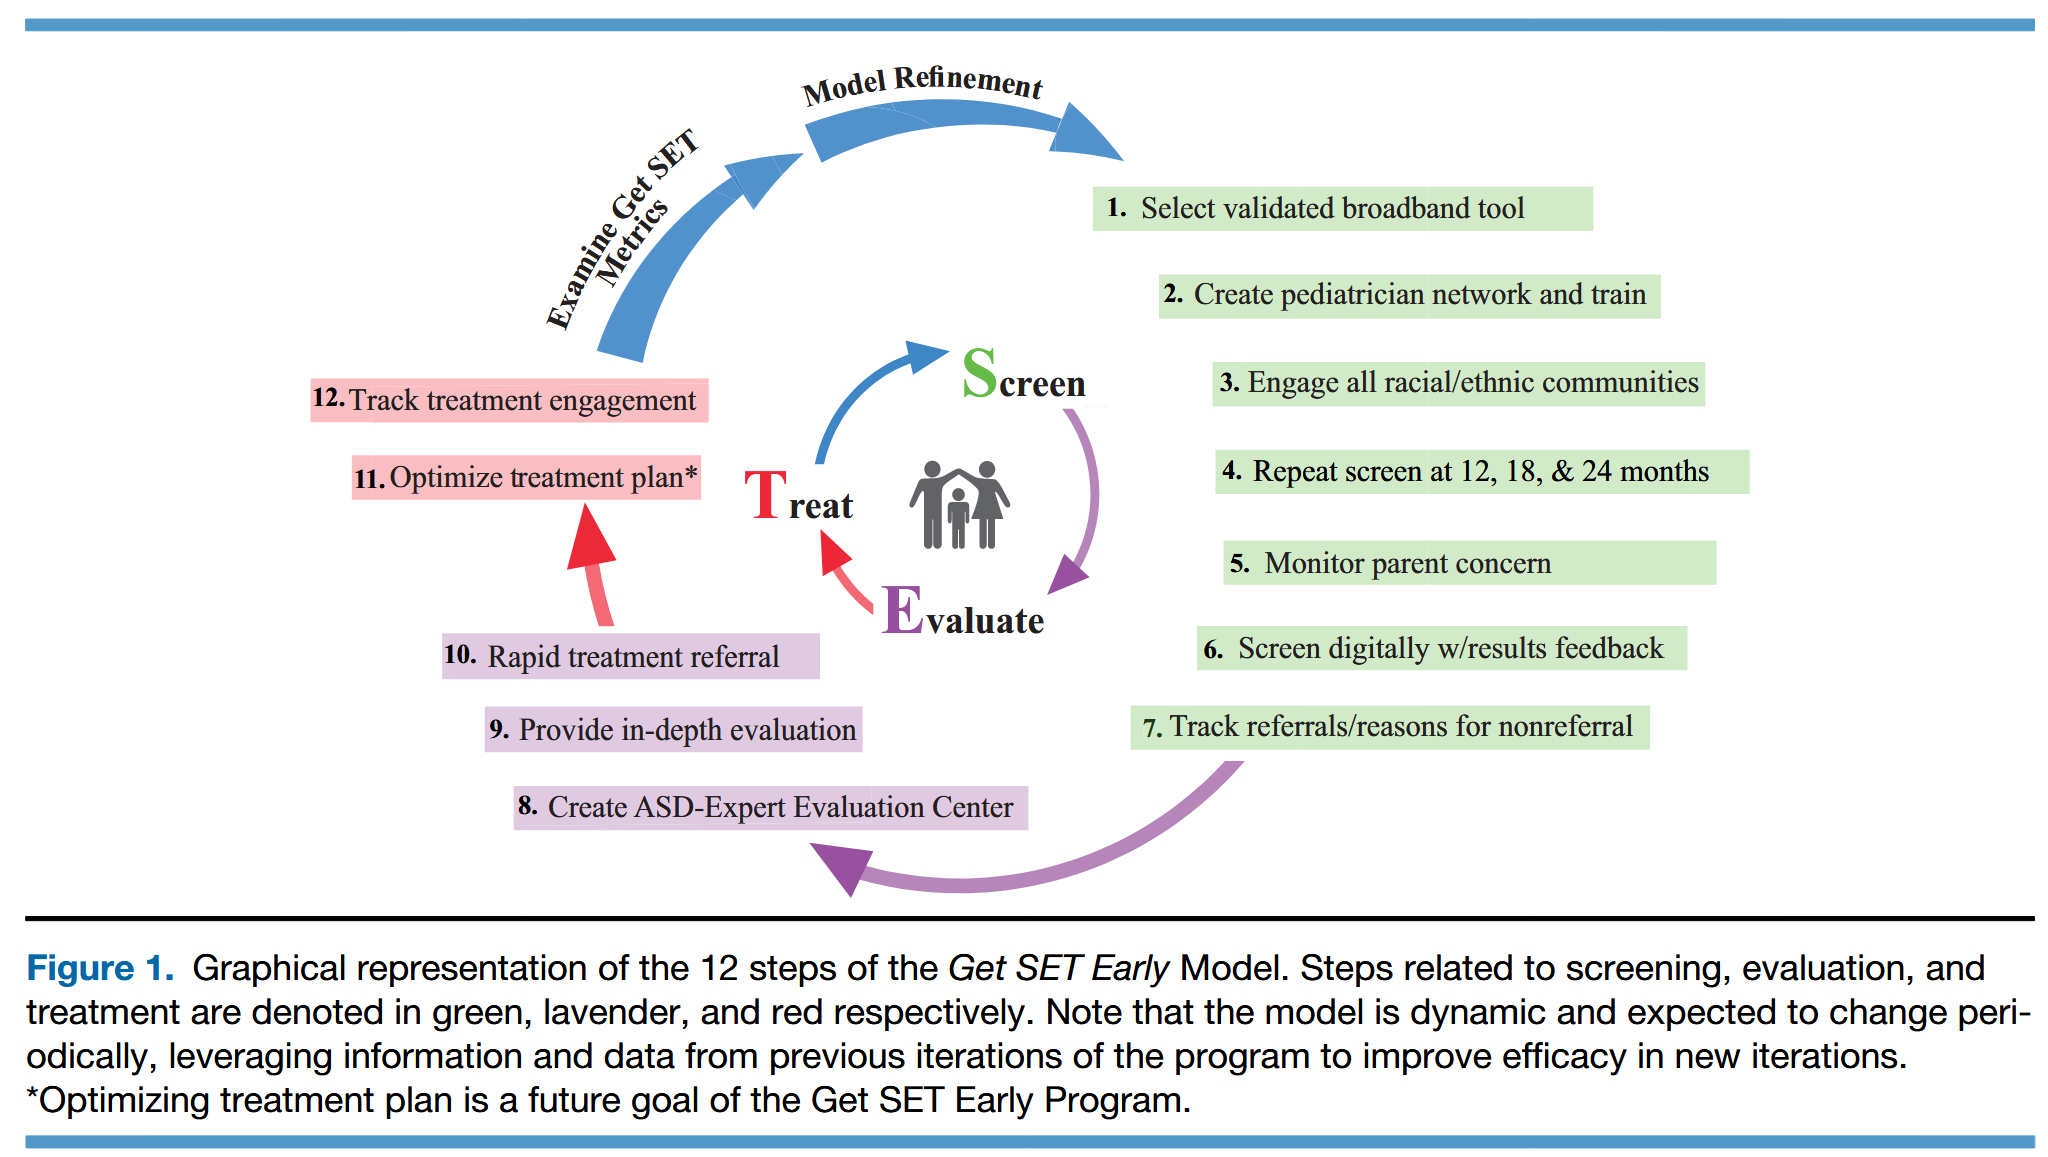 Model Refinement
Examine Get SET
Metrics
1. Select validated broadband tool
2. Create pediatrician network and train
3. Engage all racial/ethnic communities
4. Repeat screen at 12, 18, & 24 months
5. Monitor parent concern
6. Screen digitally w/results feedback
7. Track referrals/reasons for nonreferral
8. Create ASD-Expert Evaluation Center
9. Provide in-depth evaluation
10. Rapid treatment referral
11. Optimize treatment plan*
12. Track treatment engagement
Screen
Evaluate
Treat
Figure 1. Graphical representation of the 12 steps of the Get SET Early Model. Steps related to screening, evaluation, and
treatment are denoted in green, lavender, and red respectively. Note that the model is dynamic and expected to change peri-
odically, leveraging information and data from previous iterations of the program to improve efficacy in new iterations.
*Optimizing treatment plan is a future goal of the Get SET Early Program.